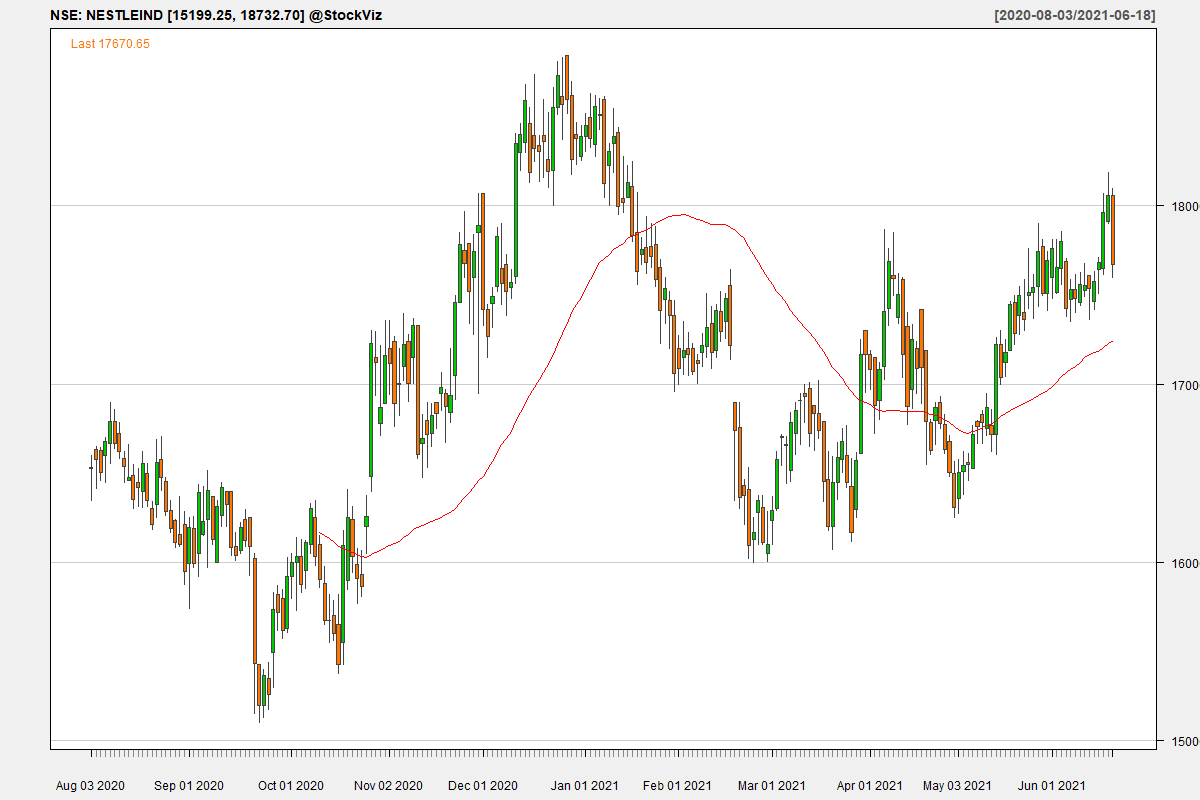 NSE: NESTLEIND [15199.25, 18732.70] @StockViz [2020-08-03/2021-06-18]
Last 17670.65
1800
1700
1600
1500
Aug 03 2020 Sep 01 2020 Oct 01 2020 Nov 02 2020 Dec 01 2020 Jan 01 2021 Feb 01 2021 Mar 01 2021 Apr 01 2021 May 03 2021 Jun 01 2021